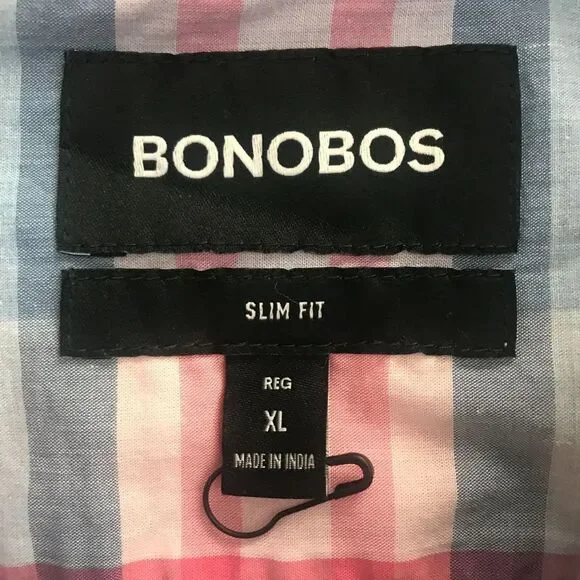 BONOBOS
SLIM FIT
REG
XL
MADE IN INDIA